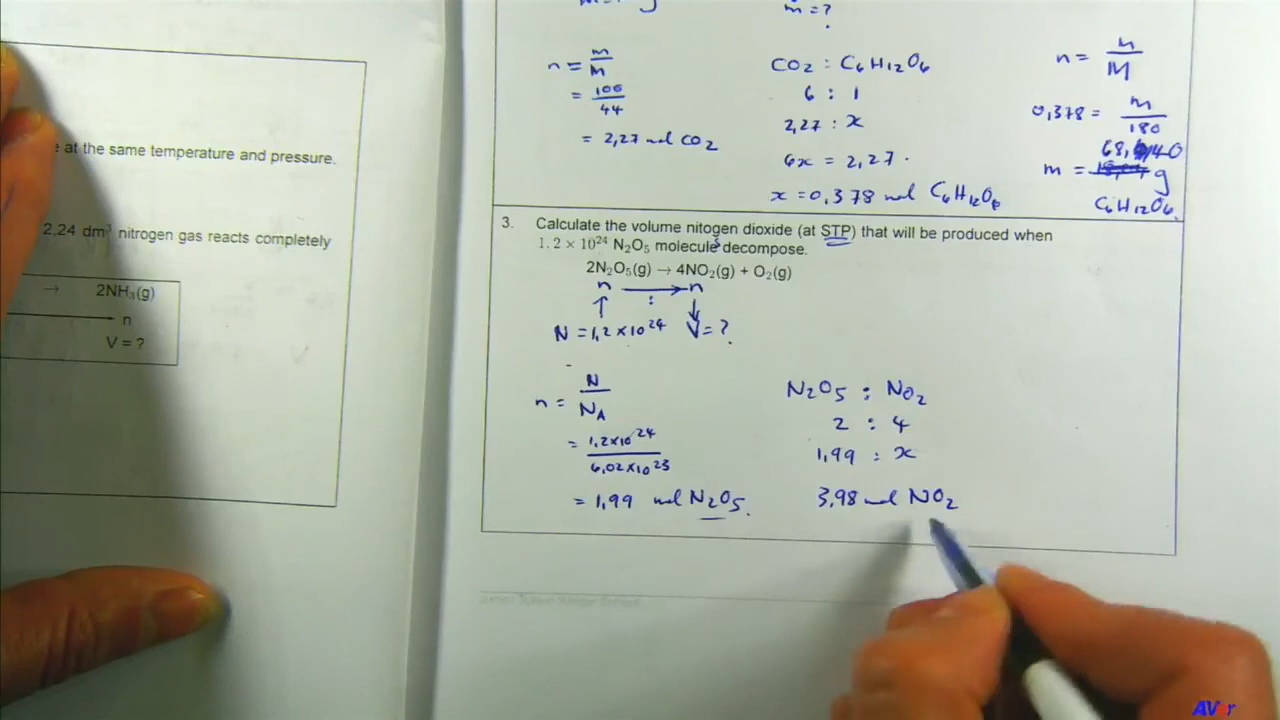 e at the same temperature and pressure.
2.24 dm³ nitrogen gas reacts completely
→ 2NH₃(g)
n
V = ?
m = ?
n = m/M
= 100/44
= 2,27 mol CO2
CO2 : C6H12O6
6 : 1
2,27 : x
6x = 2,27.
x = 0,378 mol C6H12O6
n = m/M
0,378 = m/180
m = g
C6H12O6.
3. Calculate the volume nitogen dioxide (at STP) that will be produced when
1.2 × 10²⁴ N₂O₅ molecules decompose.
2N₂O₅(g) → 4NO₂(g) + O₂(g)
n → n
:
↑ ↓
N = 1,2×10²⁴ V = ?
n = N/NA
= 1,2×10²⁴/6,02×10²³
= 1,99 mol N2O5.
N2O5 : NO2
2 : 4
1,99 : x
3,98 mol NO2